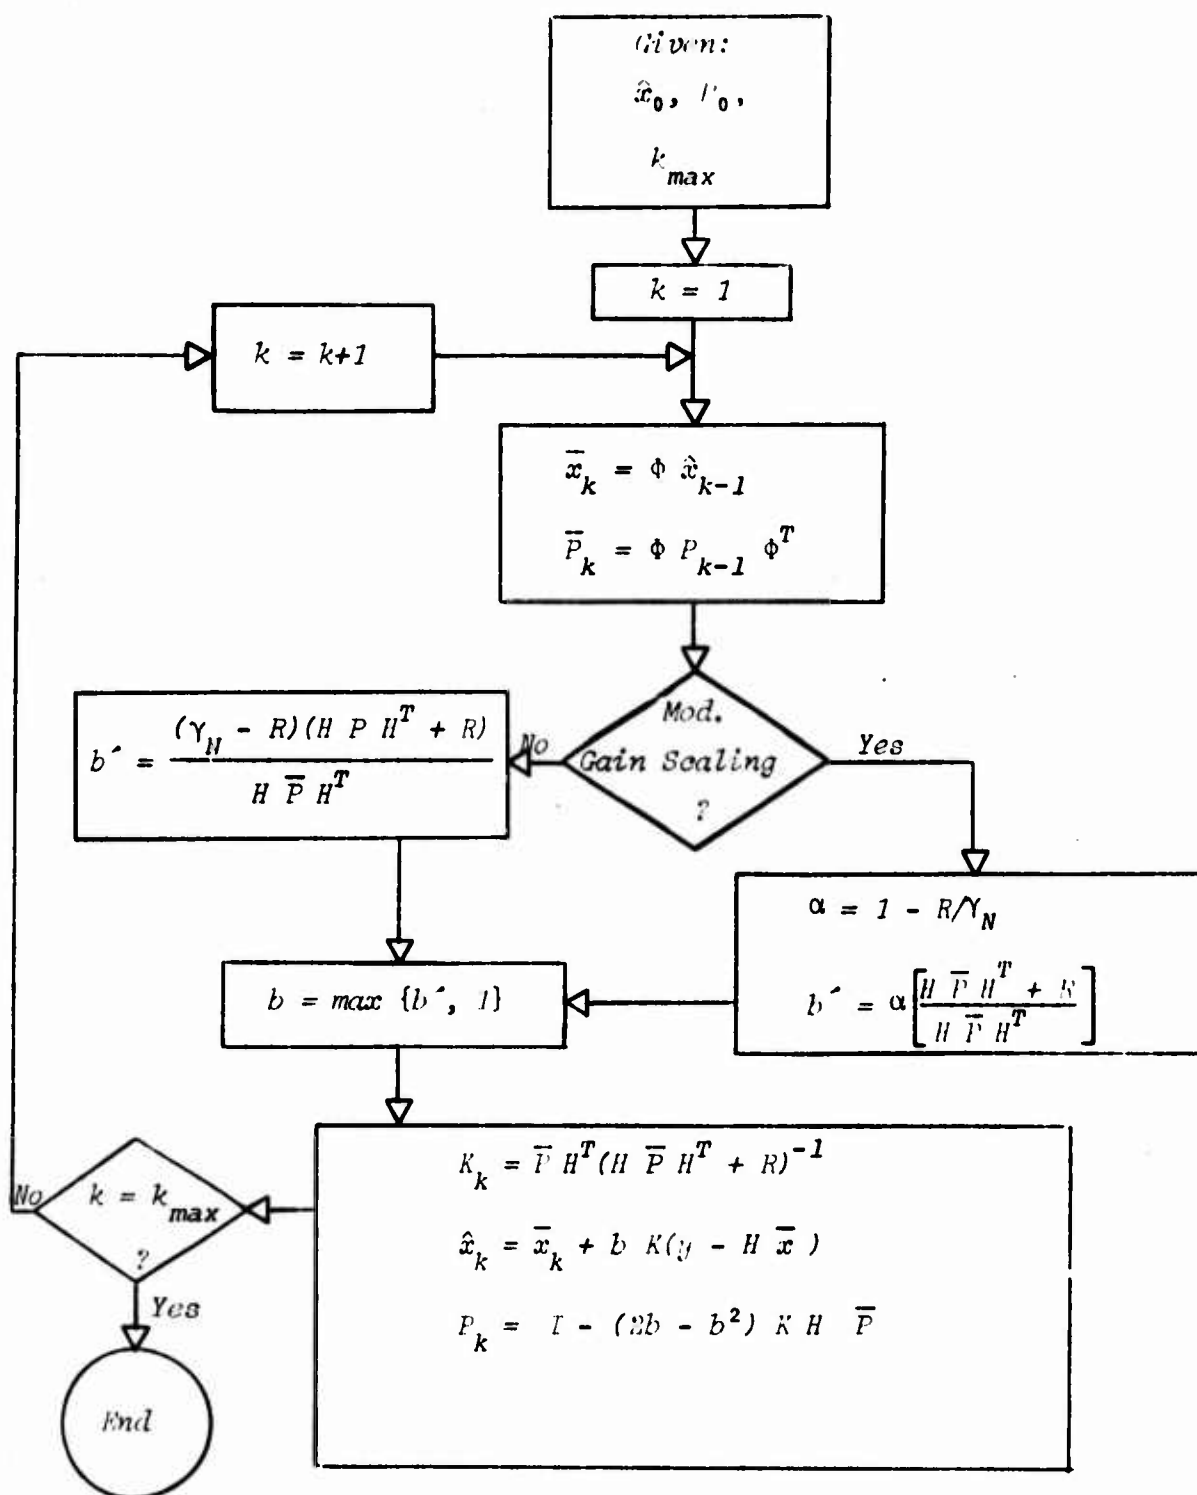 Given:
x̂₀, P₀,
k_max
k = 1
k = k+1
x̄_k = Φ x̂_{k-1}
P̄_k = Φ P_{k-1} Φ^T
Mod.
Gain Scaling
?
No
Yes
b´ = (γ_N - R)(H P H^T + R) / H P̄ H^T
α = 1 - R/γ_N
b´ = α[H P̄ H^T + R / H P̄ H^T]
b = max {b´, 1}
K_k = P̄ H^T(H P̄ H^T + R)^{-1}
x̂_k = x̄_k + b K(y - H x̄ )
P_k = I - (2b - b²) K H P̄
k = k_max
?
No
Yes
End